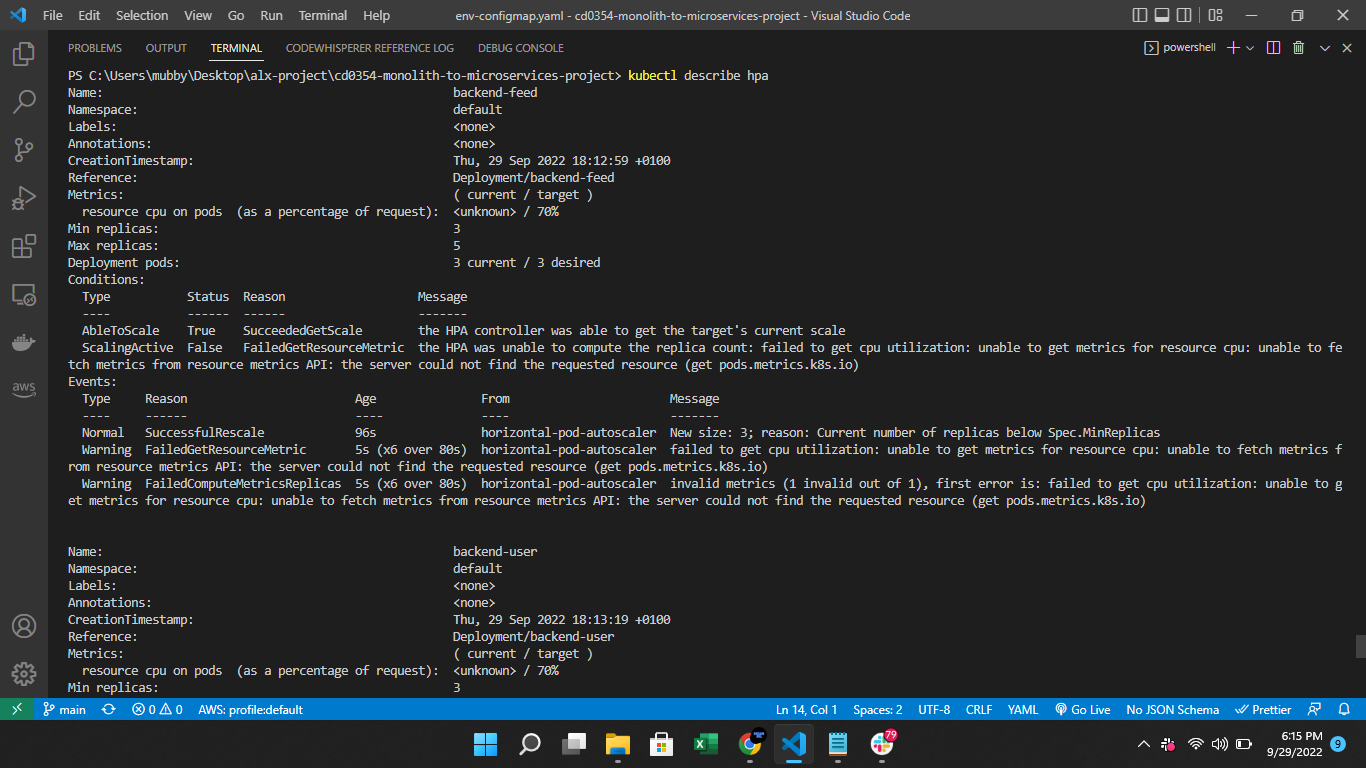 File Edit Selection View Go Run Terminal Help env-configmap.yaml - cd0354-monolith-to-microservices-project - Visual Studio Code
PROBLEMS OUTPUT TERMINAL CODEWHISPERER REFERENCE LOG DEBUG CONSOLE powershell
PS C:\Users\mubby\Desktop\alx-project\cd0354-monolith-to-microservices-project> kubectl describe hpa
Name: backend-feed
Namespace: default
Labels: <none>
Annotations: <none>
CreationTimestamp: Thu, 29 Sep 2022 18:12:59 +0100
Reference: Deployment/backend-feed
Metrics: ( current / target )
resource cpu on pods (as a percentage of request): <unknown> / 70%
Min replicas: 3
Max replicas: 5
Deployment pods: 3 current / 3 desired
Conditions:
Type Status Reason Message
---- ------ ------ -------
AbleToScale True SucceededGetScale the HPA controller was able to get the target's current scale
ScalingActive False FailedGetResourceMetric the HPA was unable to compute the replica count: failed to get cpu utilization: unable to get metrics for resource cpu: unable to fe
tch metrics from resource metrics API: the server could not find the requested resource (get pods.metrics.k8s.io)
Events:
Type Reason Age From Message
---- ------ ---- ---- -------
Normal SuccessfulRescale 96s horizontal-pod-autoscaler New size: 3; reason: Current number of replicas below Spec.MinReplicas
Warning FailedGetResourceMetric 5s (x6 over 80s) horizontal-pod-autoscaler failed to get cpu utilization: unable to get metrics for resource cpu: unable to fetch metrics f
rom resource metrics API: the server could not find the requested resource (get pods.metrics.k8s.io)
Warning FailedComputeMetricsReplicas 5s (x6 over 80s) horizontal-pod-autoscaler invalid metrics (1 invalid out of 1), first error is: failed to get cpu utilization: unable to g
et metrics for resource cpu: unable to fetch metrics from resource metrics API: the server could not find the requested resource (get pods.metrics.k8s.io)
Name: backend-user
Namespace: default
Labels: <none>
Annotations: <none>
CreationTimestamp: Thu, 29 Sep 2022 18:13:19 +0100
Reference: Deployment/backend-user
Metrics: ( current / target )
resource cpu on pods (as a percentage of request): <unknown> / 70%
Min replicas: 3
aws
main 0 0 AWS: profile:default Ln 14, Col 1 Spaces: 2 UTF-8 CRLF YAML Go Live No JSON Schema Prettier
79
6:15 PM
9/29/2022 9